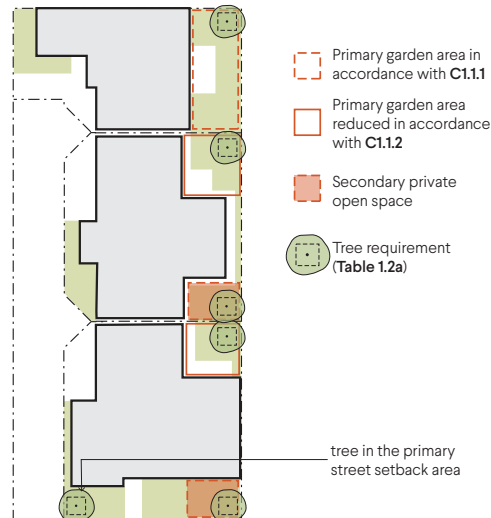 Primary garden area in
accordance with C1.1.1
Primary garden area
reduced in accordance
with C1.1.2
Secondary private
open space
Tree requirement
(Table 1.2a)
tree in the primary
street setback area